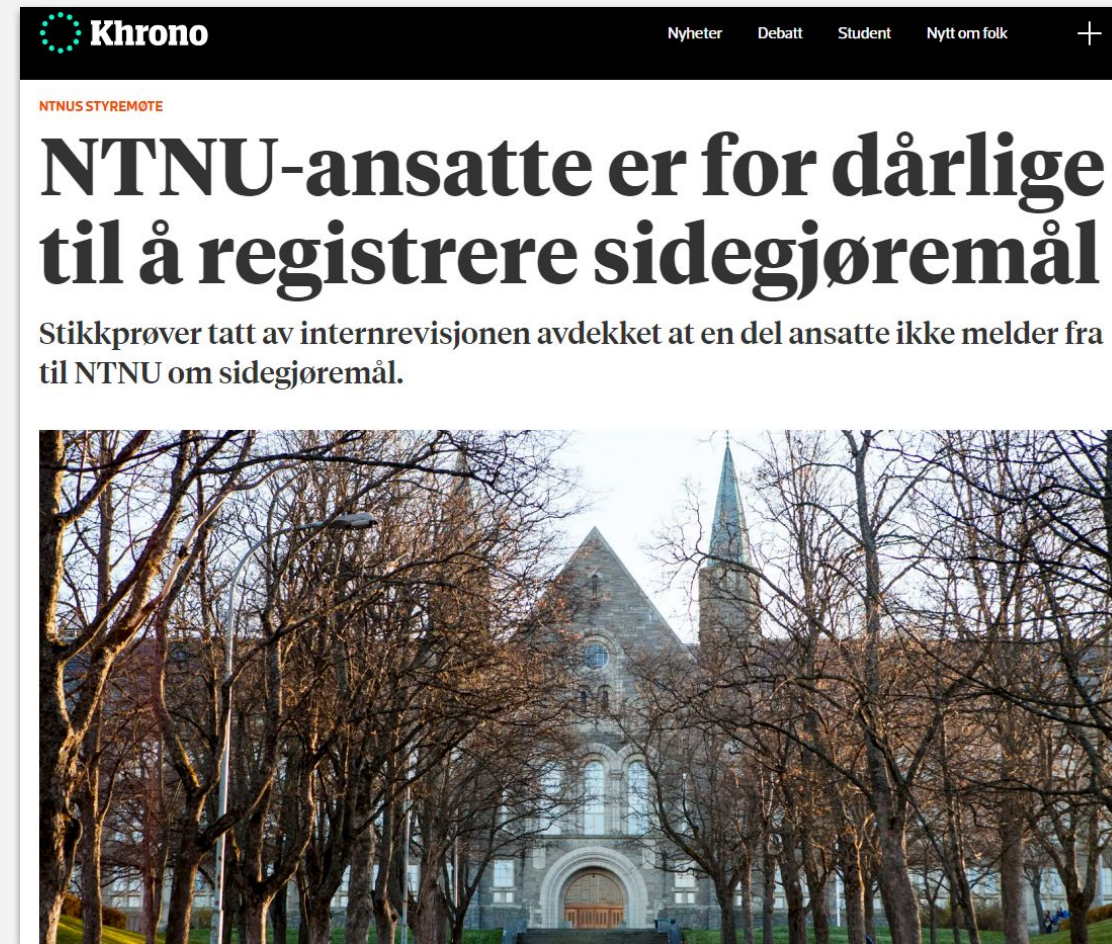 Khrono
Nyheter Debatt Student Nytt om folk
NTNUS STYREMØTE
NTNU-ansatte er for dårlige
til å registrere sidegjøremål
Stikkprøver tatt av internrevisjonen avdekket at en del ansatte ikke melder fra
til NTNU om sidegjøremål.